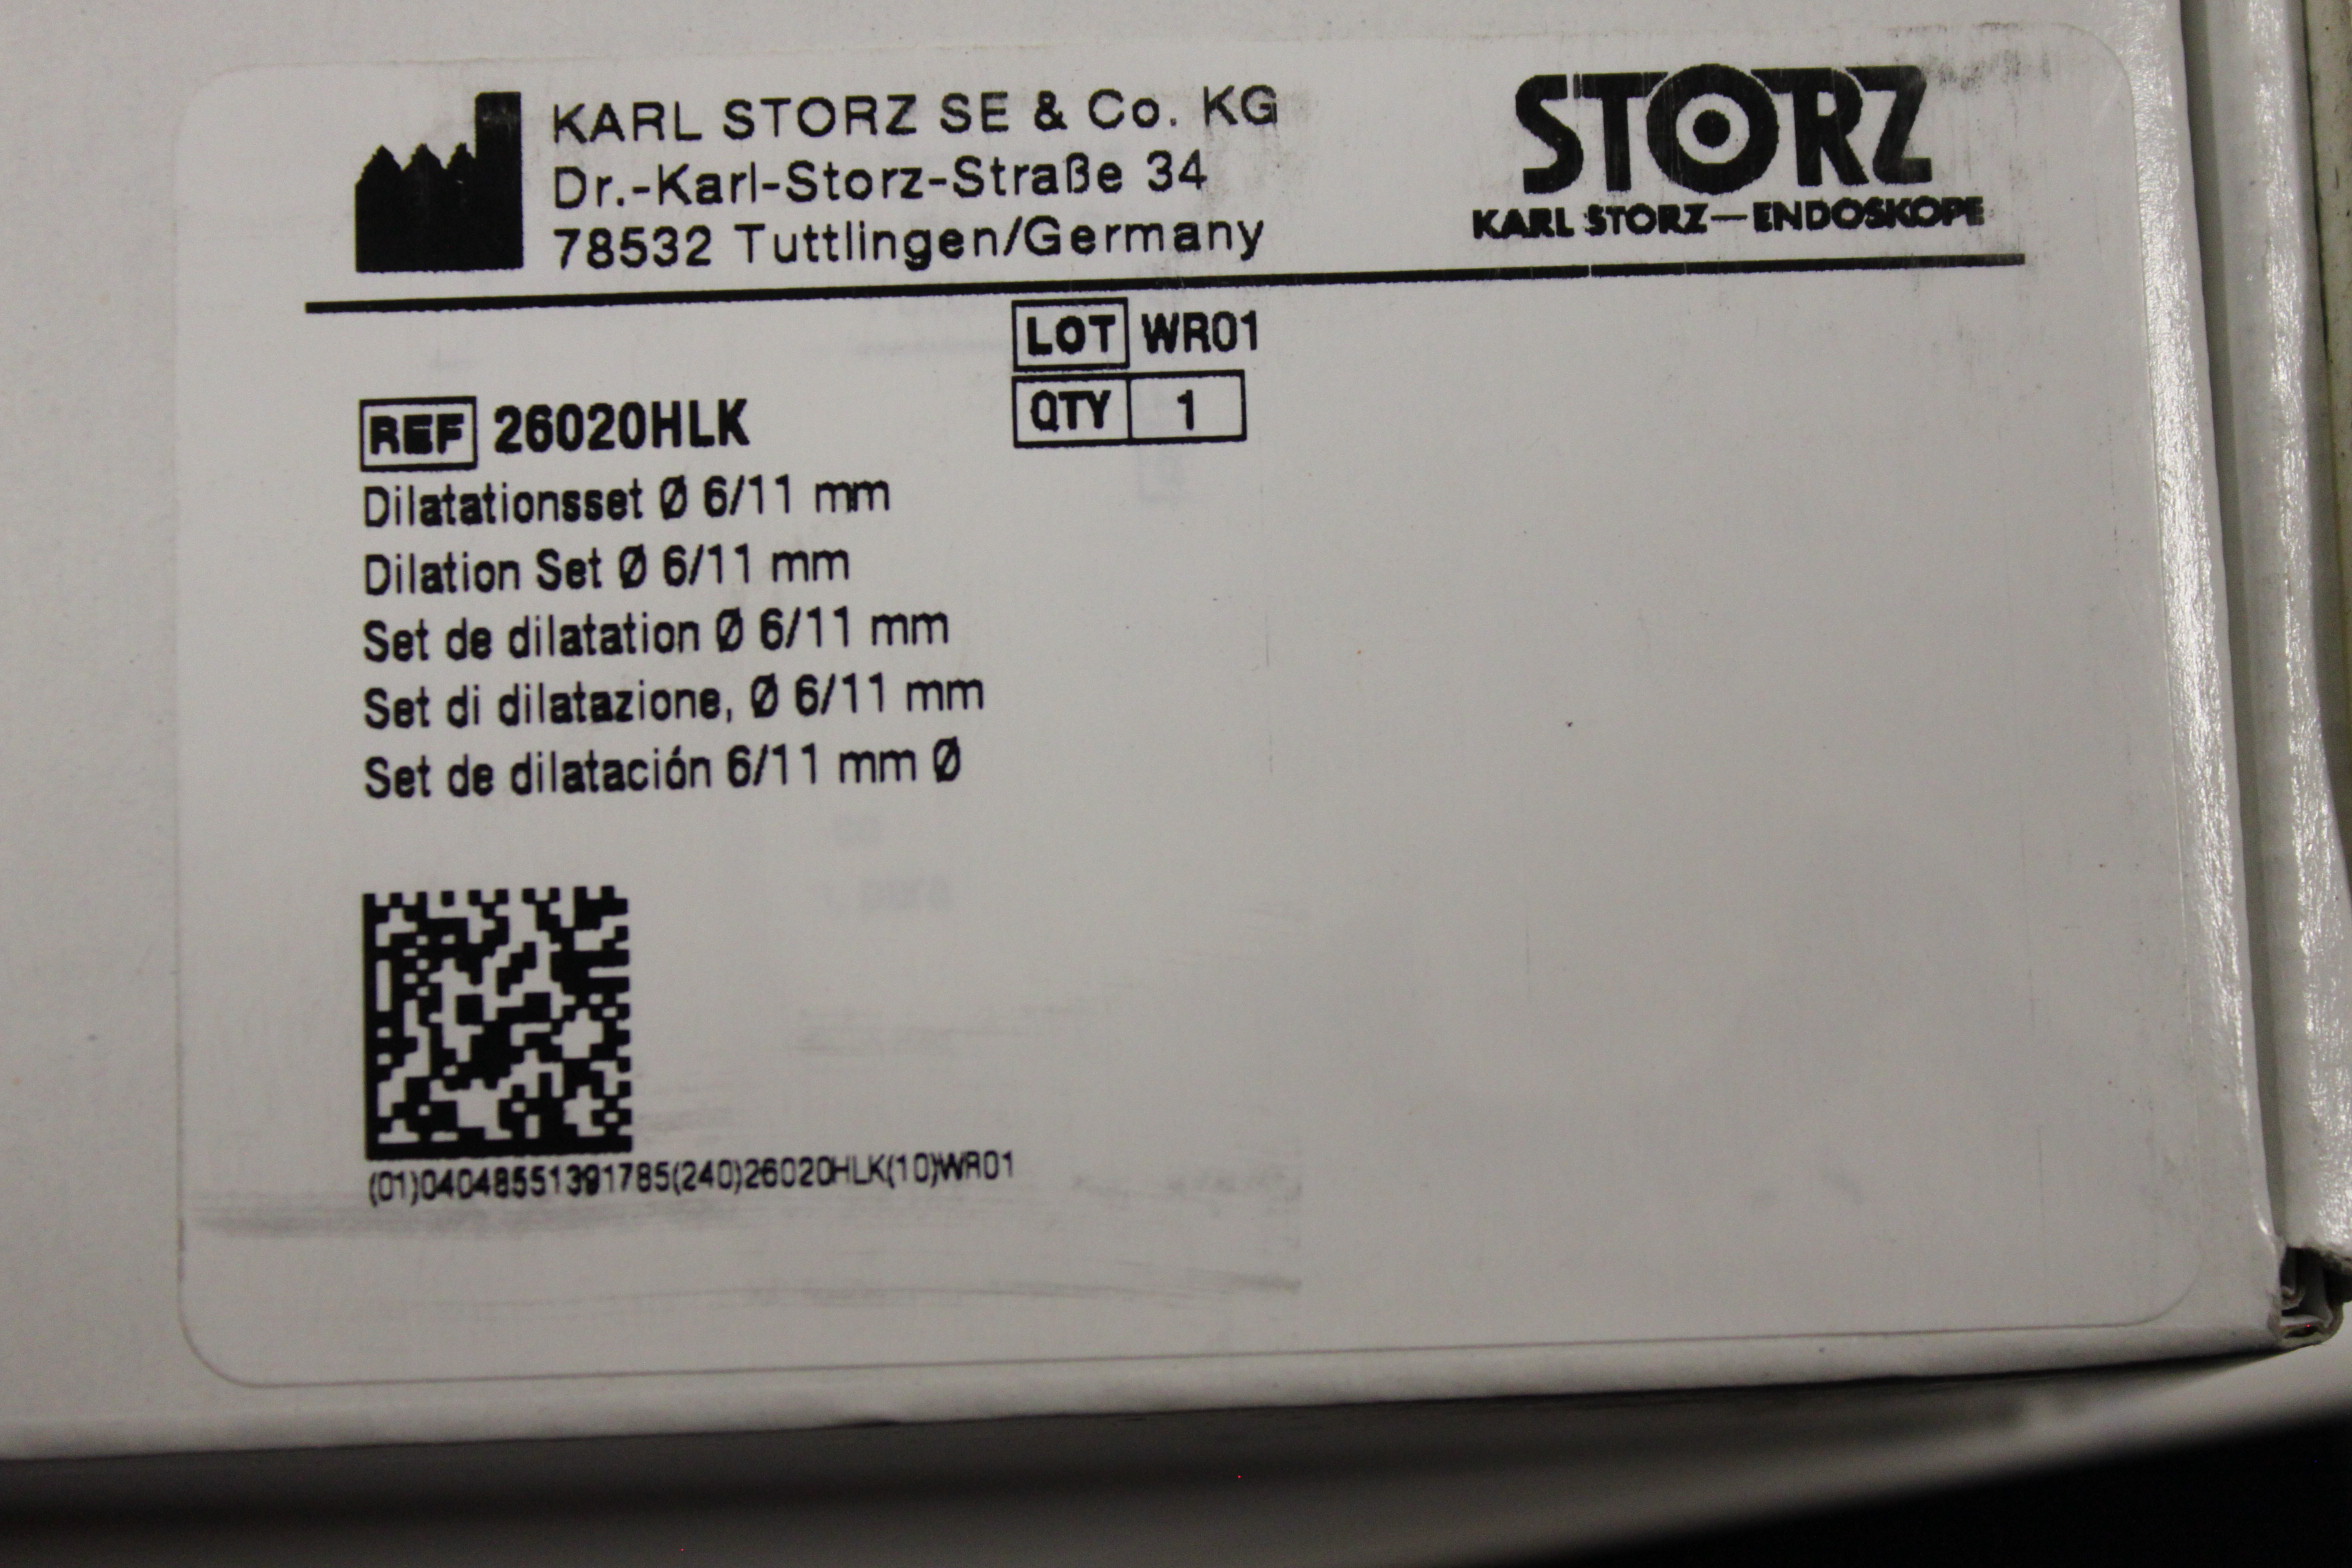 KARL STORZ SE & Co. KG
Dr.-Karl-Storz-Straße 34
78532 Tuttlingen/Germany
STORZ
KARL STORZ—ENDOSKOPE
LOT WR01
QTY 1
REF 26020HLK
Dilatationsset Ø 6/11 mm
Dilation Set Ø 6/11 mm
Set de dilatation Ø 6/11 mm
Set di dilatazione, Ø 6/11 mm
Set de dilatación 6/11 mm Ø
(01)04048551391785(240)26020HLK(10)WR01